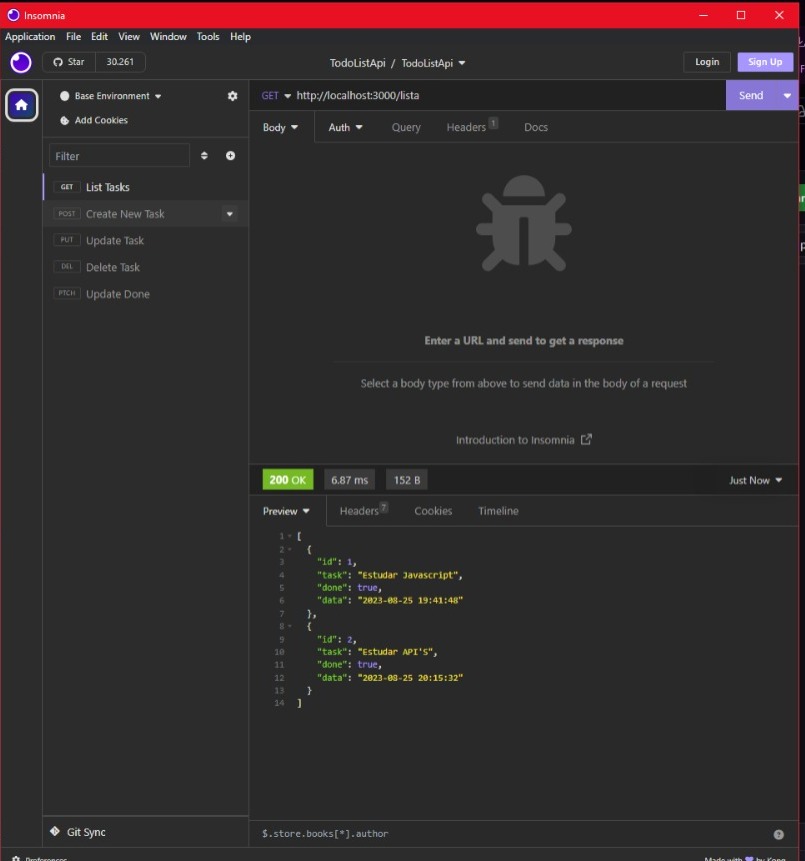 Insomnia
Application File Edit View Window Tools Help
Star 30.261 TodoListApi / TodoListApi Login Sign Up
Base Environment
Add Cookies
Filter
GET List Tasks
POST Create New Task
PUT Update Task
DEL Delete Task
PTCH Update Done
Git Sync
Preferences
GET http://localhost:3000/lista Send
Body Auth Query Headers 1 Docs
Enter a URL and send to get a response
Select a body type from above to send data in the body of a request
Introduction to Insomnia
200 OK 6.87 ms 152 B Just Now
Preview Headers 7 Cookies Timeline
1 [
2 {
3 "id": 1,
4 "task": "Estudar Javascript",
5 "done": true,
6 "data": "2023-08-25 19:41:48"
7 },
8 {
9 "id": 2,
10 "task": "Estudar API'S",
11 "done": true,
12 "data": "2023-08-25 20:15:32"
13 }
14 ]
$.store.books[*].author
Made with by Kong